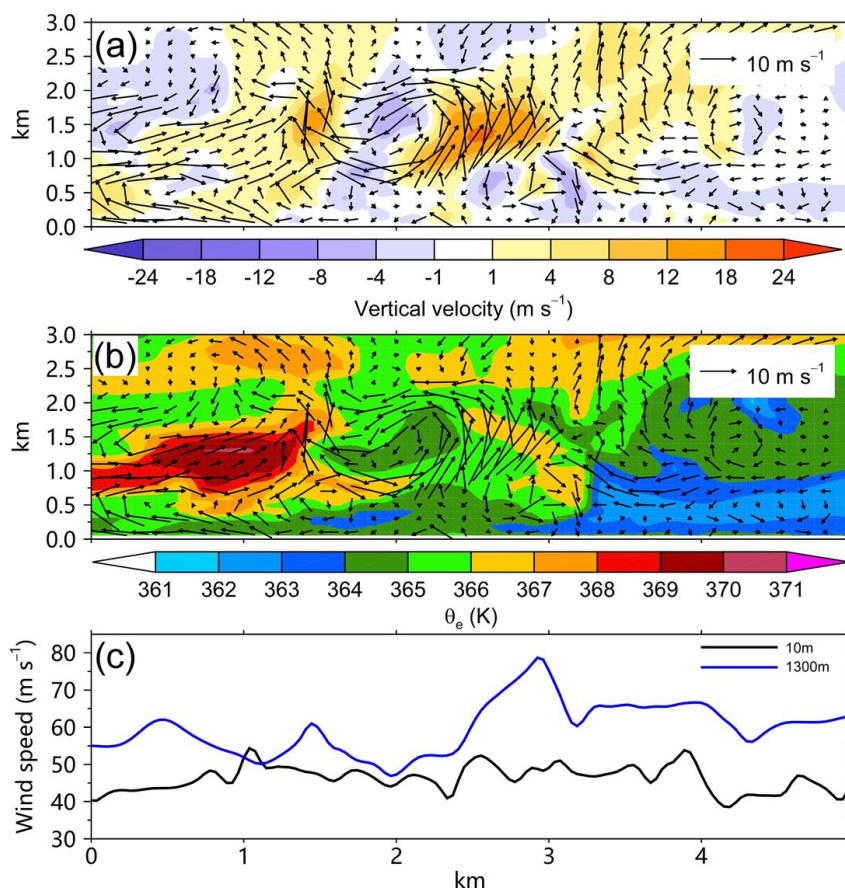 (a)
10 m s⁻¹
km
3.0
2.5
2.0
1.5
1.0
0.5
0.0
-24 -18 -12 -8 -4 -1 1 4 8 12 18 24
Vertical velocity (m s⁻¹)
(b)
10 m s⁻¹
km
3.0
2.5
2.0
1.5
1.0
0.5
0.0
361 362 363 364 365 366 367 368 369 370 371
θe (K)
(c)
10m
1300m
Wind speed (m s⁻¹)
80
70
60
50
40
30
0 1 2 3 4
km